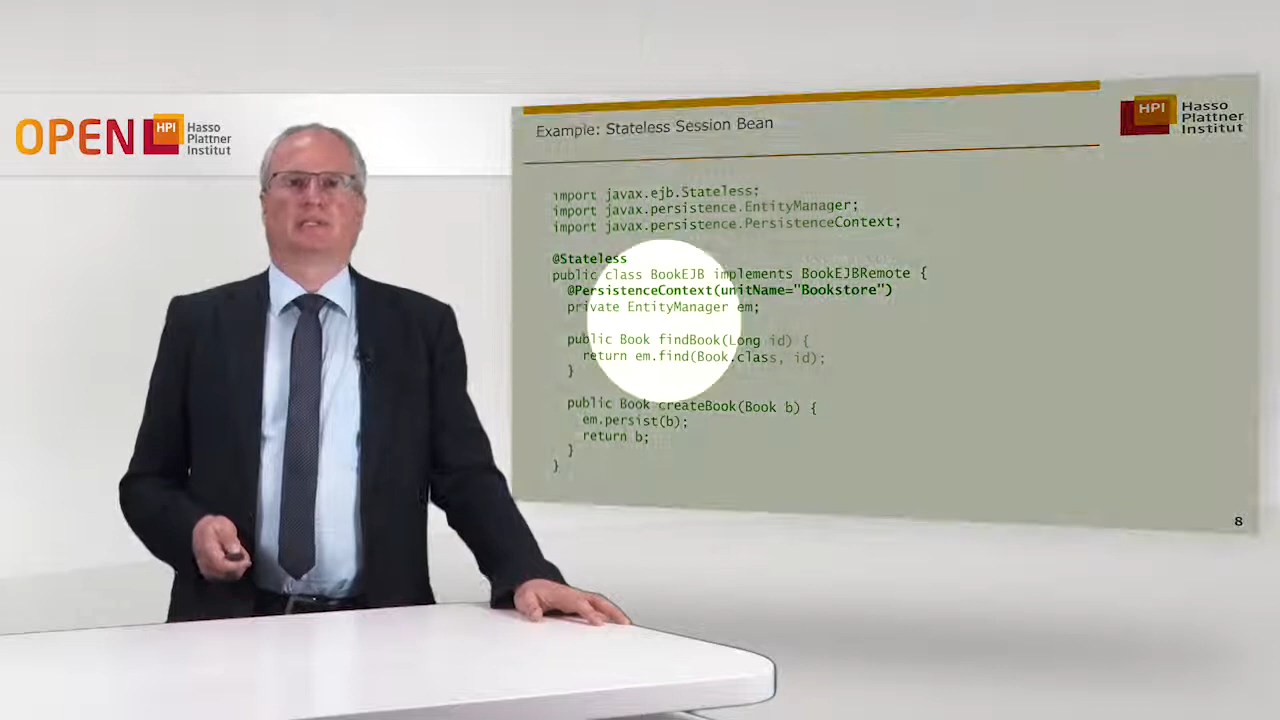 OPEN HPI Hasso
Plattner
Institut
Example: Stateless Session Bean
HPI Hasso
Plattner
Institut
import javax.ejb.Stateless;
import javax.persistence.EntityManager;
import javax.persistence.PersistenceContext;
@Stateless
public class BookEJB implements BookEJBRemote {
@PersistenceContext(unitName="Bookstore")
private EntityManager em;
public Book findBook(Long id) {
return em.find(Book.class, id);
}
public Book createBook(Book b) {
em.persist(b);
return b;
}
}
8